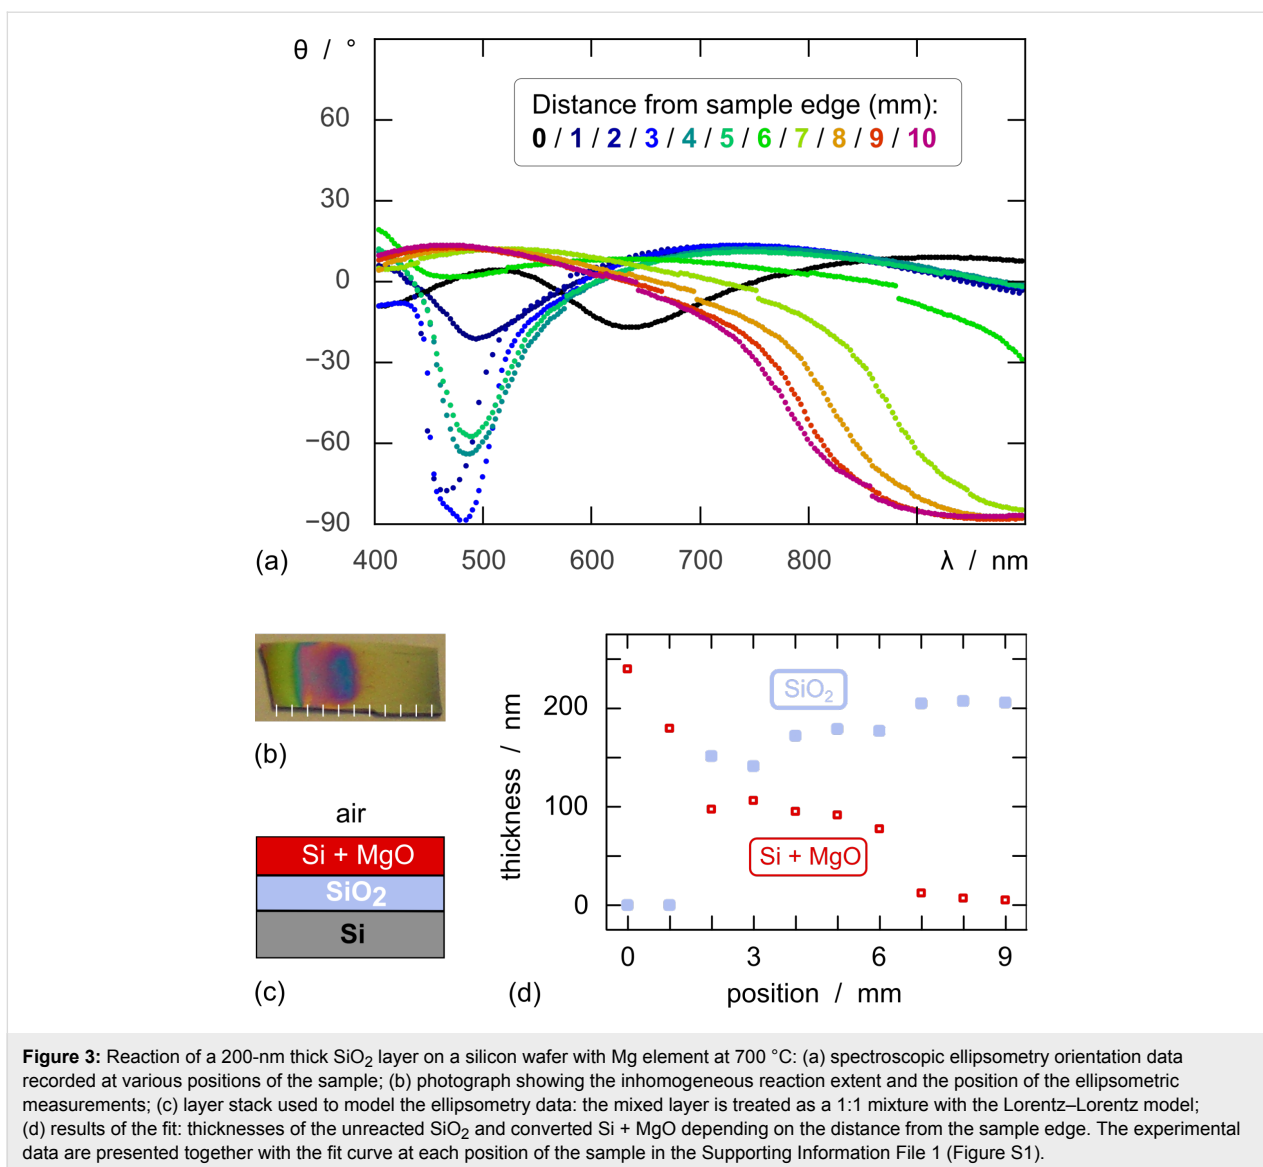 θ / °
60
30
0
−30
−60
−90
Distance from sample edge (mm):
0 / 1 / 2 / 3 / 4 / 5 / 6 / 7 / 8 / 9 / 10
400 500 600 700 800 λ / nm
(a)
(b)
air
Si + MgO
SiO₂
Si
(c)
thickness / nm
200
100
0
SiO₂
Si + MgO
0 3 6 9
position / mm
(d)
Figure 3: Reaction of a 200-nm thick SiO₂ layer on a silicon wafer with Mg element at 700 °C: (a) spectroscopic ellipsometry orientation data
recorded at various positions of the sample; (b) photograph showing the inhomogeneous reaction extent and the position of the ellipsometric
measurements; (c) layer stack used to model the ellipsometry data: the mixed layer is treated as a 1:1 mixture with the Lorentz–Lorentz model;
(d) results of the fit: thicknesses of the unreacted SiO₂ and converted Si + MgO depending on the distance from the sample edge. The experimental
data are presented together with the fit curve at each position of the sample in the Supporting Information File 1 (Figure S1).